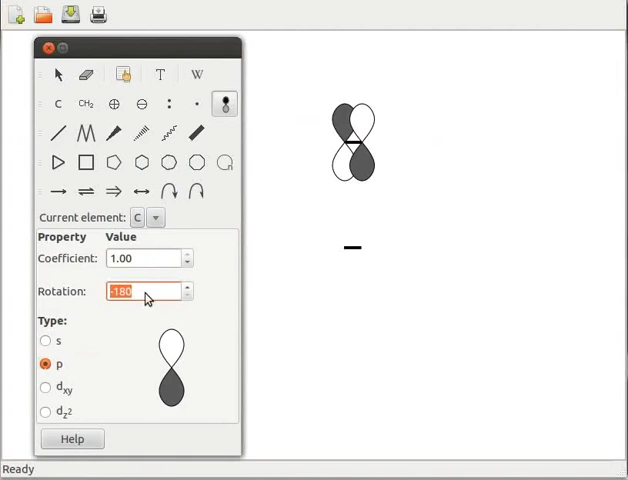 T W
C CH2
Current element: C
Property Value
Coefficient: 1.00
Rotation: -180
Type:
s
p
dxy
dz2
Help
Ready